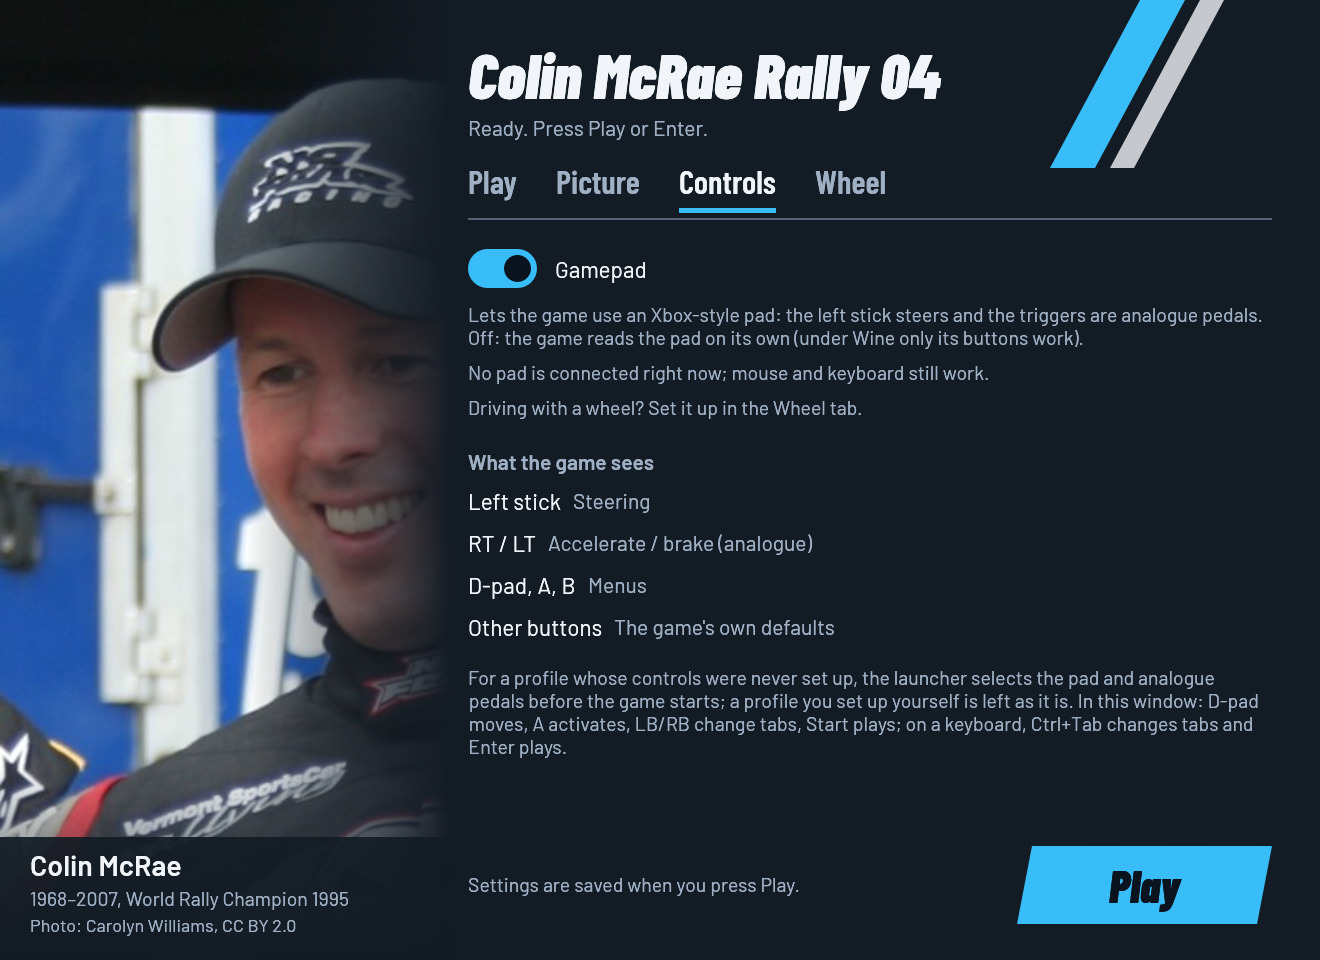 Colin McRae Rally 04
Ready. Press Play or Enter.
Play Picture Controls Wheel
Gamepad
Lets the game use an Xbox-style pad: the left stick steers and the triggers are analogue pedals.
Off: the game reads the pad on its own (under Wine only its buttons work).
No pad is connected right now; mouse and keyboard still work.
Driving with a wheel? Set it up in the Wheel tab.
What the game sees
Left stick Steering
RT / LT Accelerate / brake (analogue)
D-pad, A, B Menus
Other buttons The game's own defaults
For a profile whose controls were never set up, the launcher selects the pad and analogue
pedals before the game starts; a profile you set up yourself is left as it is. In this window: D-pad
moves, A activates, LB/RB change tabs, Start plays; on a keyboard, Ctrl+Tab changes tabs and
Enter plays.
Settings are saved when you press Play.
Play
RACING
Vermont SportsCar
Colin McRae
1968–2007, World Rally Champion 1995
Photo: Carolyn Williams, CC BY 2.0